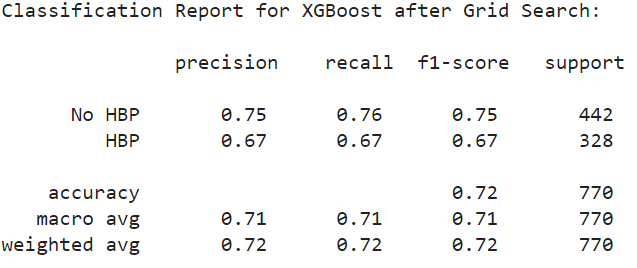 Classification Report for XGBoost after Grid Search:
precision recall f1-score support
No HBP 0.75 0.76 0.75 442
HBP 0.67 0.67 0.67 328
accuracy 0.72 770
macro avg 0.71 0.71 0.71 770
weighted avg 0.72 0.72 0.72 770